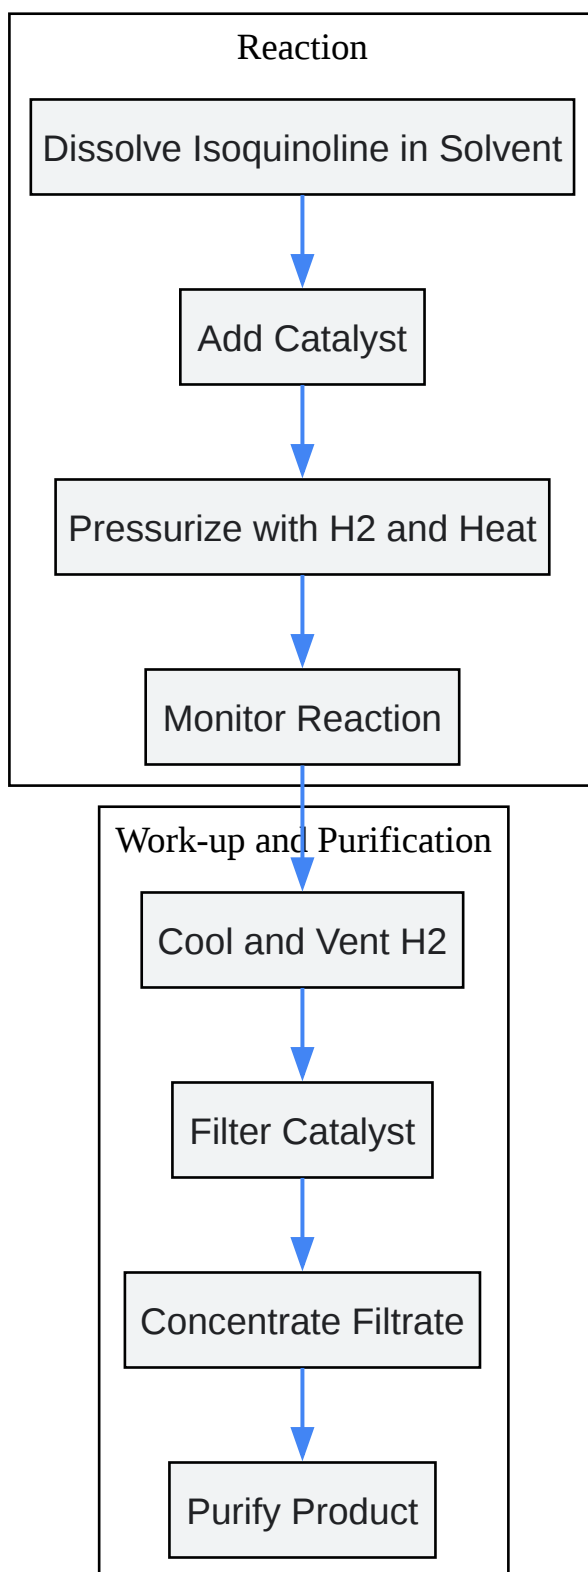 Reaction
Dissolve Isoquinoline in Solvent
Add Catalyst
Pressurize with H2 and Heat
Monitor Reaction
Work-up and Purification
Cool and Vent H2
Filter Catalyst
Concentrate Filtrate
Purify Product